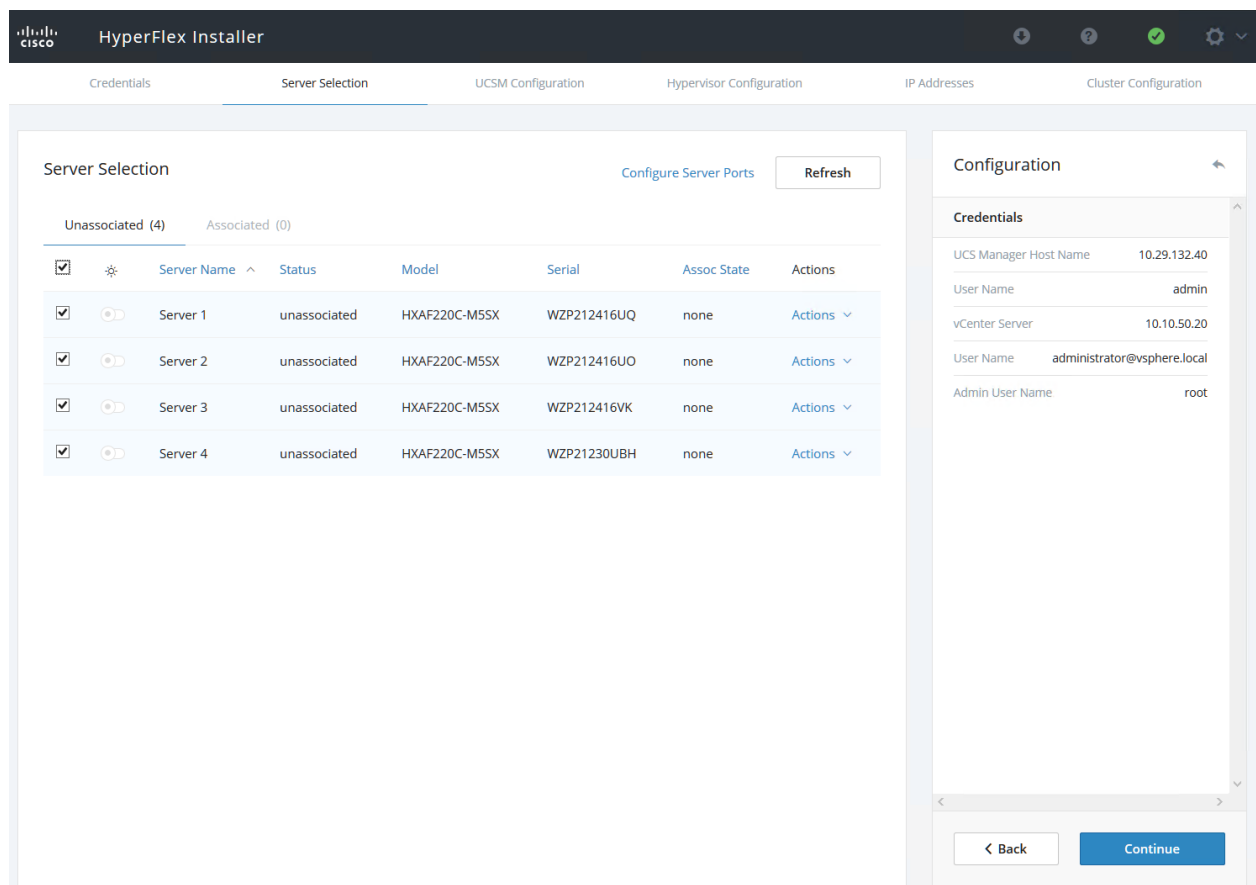 CISCO HyperFlex Installer
Credentials Server Selection UCSM Configuration Hypervisor Configuration IP Addresses Cluster Configuration
Server Selection
Configure Server Ports Refresh
Unassociated (4) Associated (0)
Server Name Status Model Serial Assoc State Actions
Server 1 unassociated HXAF220C-M5SX WZP212416UQ none Actions
Server 2 unassociated HXAF220C-M5SX WZP212416UO none Actions
Server 3 unassociated HXAF220C-M5SX WZP212416VK none Actions
Server 4 unassociated HXAF220C-M5SX WZP21230UBH none Actions
Configuration
Credentials
UCS Manager Host Name 10.29.132.40
User Name admin
vCenter Server 10.10.50.20
User Name administrator@vsphere.local
Admin User Name root
< Back Continue